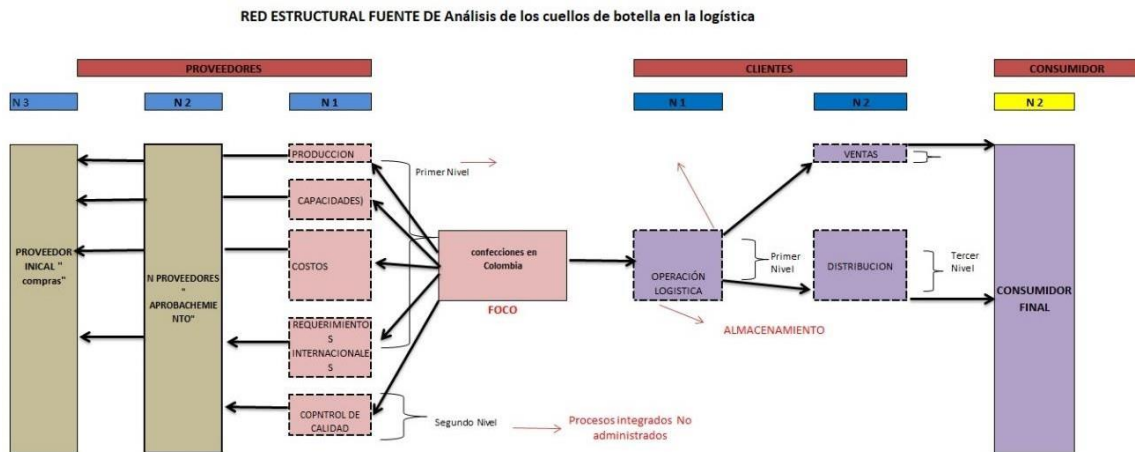 RED ESTRUCTURAL FUENTE DE Análisis de los cuellos de botella en la logística
PROVEEDORES
CLIENTES
CONSUMIDOR
N 3
N 2
N 1
N 1
N 2
N 2
PRODUCCION
CAPACIDADES)
COSTOS
REQUERIMIENTO
S
INTERNACIONALE
S
COPNTROL DE
CALIDAD
PROVEEDOR
INICAL "
compras"
N PROVEEDORES
"
APROBACHEMIE
NTO"
Primer Nivel
Segundo Nivel
Procesos integrados No
administrados
confecciones en
Colombia
FOCO
OPERACIÓN
LOGISTICA
ALMACENAMIENTO
Primer
Nivel
VENTAS
DISTRIBUCION
Tercer
Nivel
CONSUMIDOR
FINAL